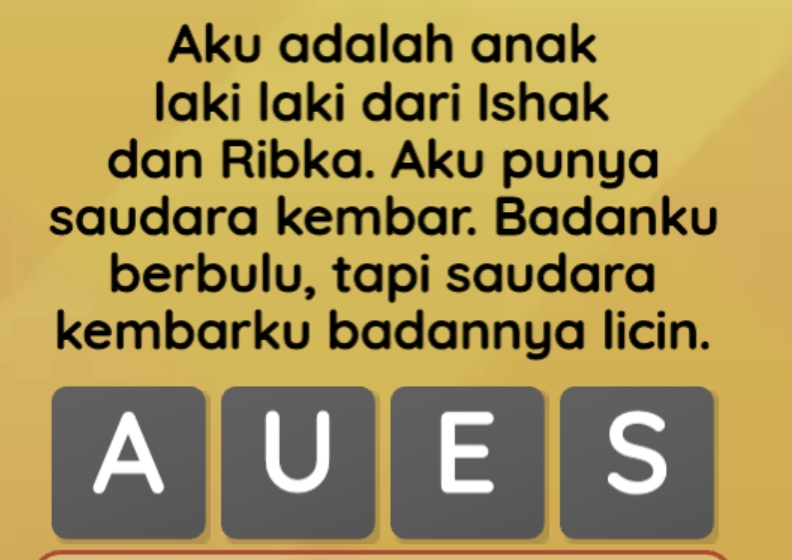 Aku adalah anak
laki laki dari Ishak
dan Ribka. Aku punya
saudara kembar. Badanku
berbulu, tapi saudara
kembarku badannya licin.
A U E S